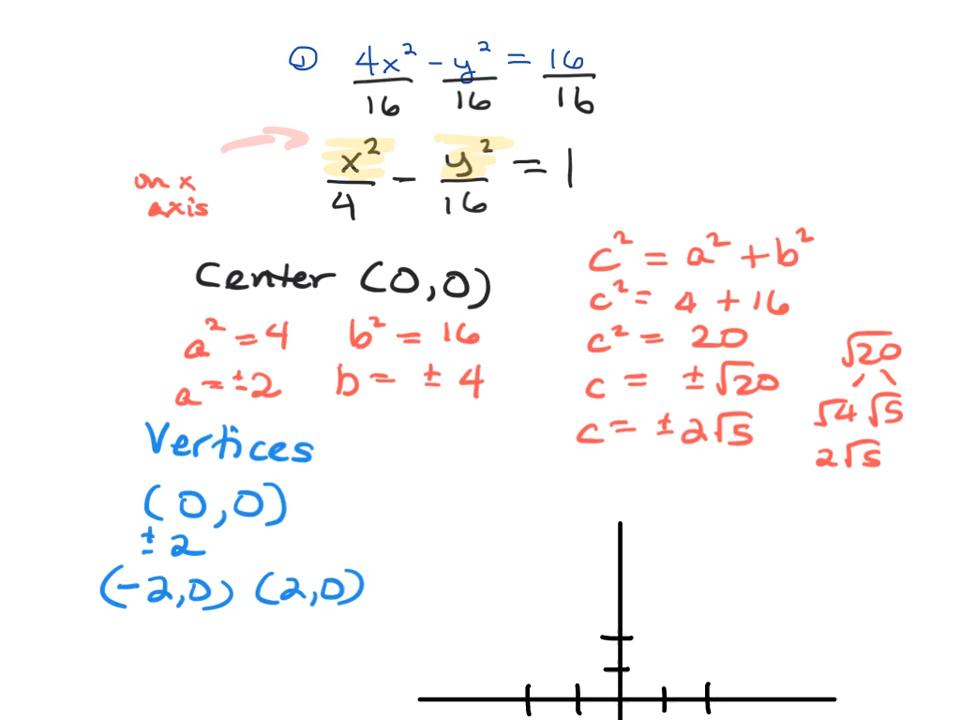 ① 4x²/16 - y²/16 = 16/16
x²/4 - y²/16 = 1
on x
axis
Center (0,0)
a² = 4 b² = 16
a = ±2 b = ±4
Vertices
(0,0)
±2
(-2,0) (2,0)
c² = a² + b²
c² = 4 + 16
c² = 20
c = ±√20
c = ±2√5
√20
√4 √5
2√5